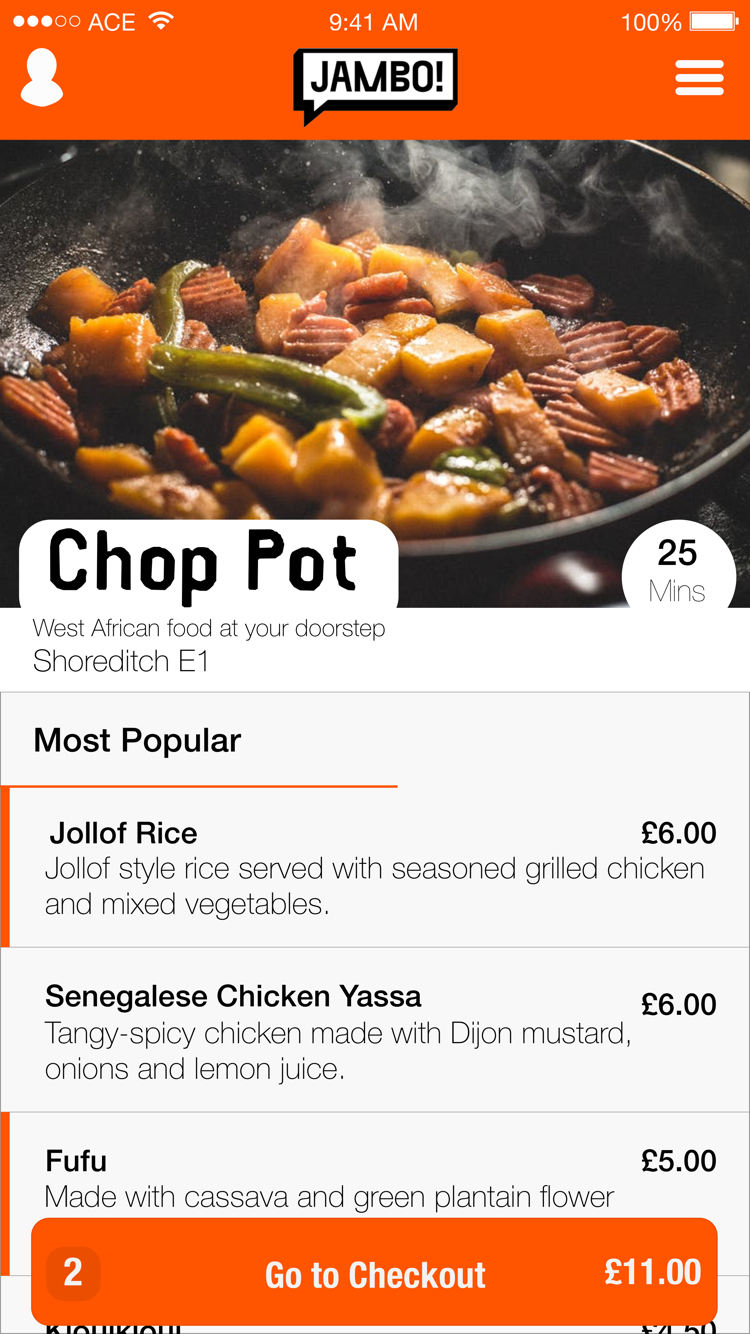 ACE 9:41 AM 100%
JAMBO!
Chop Pot
25
Mins
West African food at your doorstep
Shoreditch E1
Most Popular
Jollof Rice £6.00
Jollof style rice served with seasoned grilled chicken
and mixed vegetables.
Senegalese Chicken Yassa £6.00
Tangy-spicy chicken made with Dijon mustard,
onions and lemon juice.
Fufu £5.00
Made with cassava and green plantain flower
2 Go to Checkout £11.00
£4.50